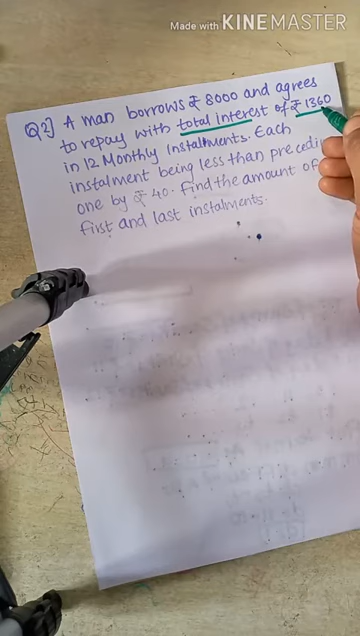 Made with KINEMASTER
Q2] A man borrows ₹ 8000 and agrees
to repay with total interest of ₹ 1360
in 12 Monthly Instalments. Each
instalment being less than preceding
one by ₹ 40. Find the amount of
first and last instalments.